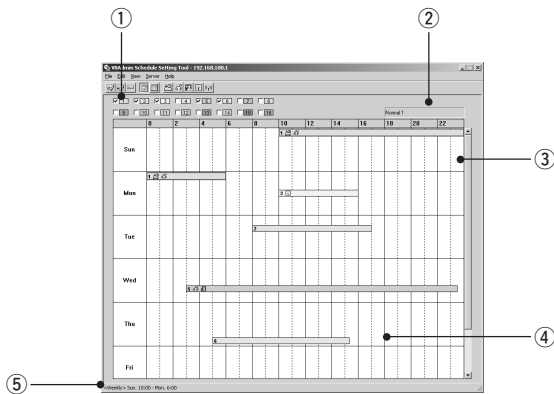 ①
②
VBAdmin Schedule Setting Tool - 192.168.100.1
File Edit View Server Help
1 2 3 4 5 6 7 8
9 10 11 12 13 14 15 16
Normal 1
0 2 4 6 8 10 12 14 16 18 20 22
1
Sun
③
1
Mon
3
2
Tue
Wed
5
Thu
④
6
Fri
⑤
<Weekly> Sun. 10:00 - Mon. 6:00